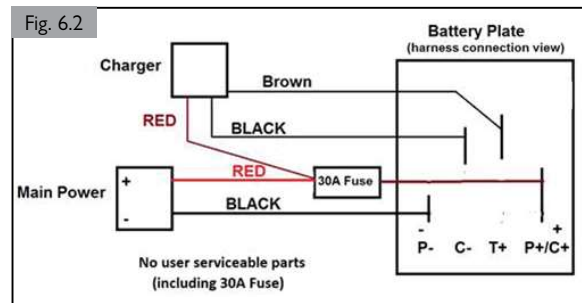 Fig. 6.2
Battery Plate
(harness connection view)
Charger
Brown
RED
BLACK
RED
30A Fuse
Main Power
+
-
BLACK
- +
P- C- T+ P+/C+
No user serviceable parts
(including 30A Fuse)